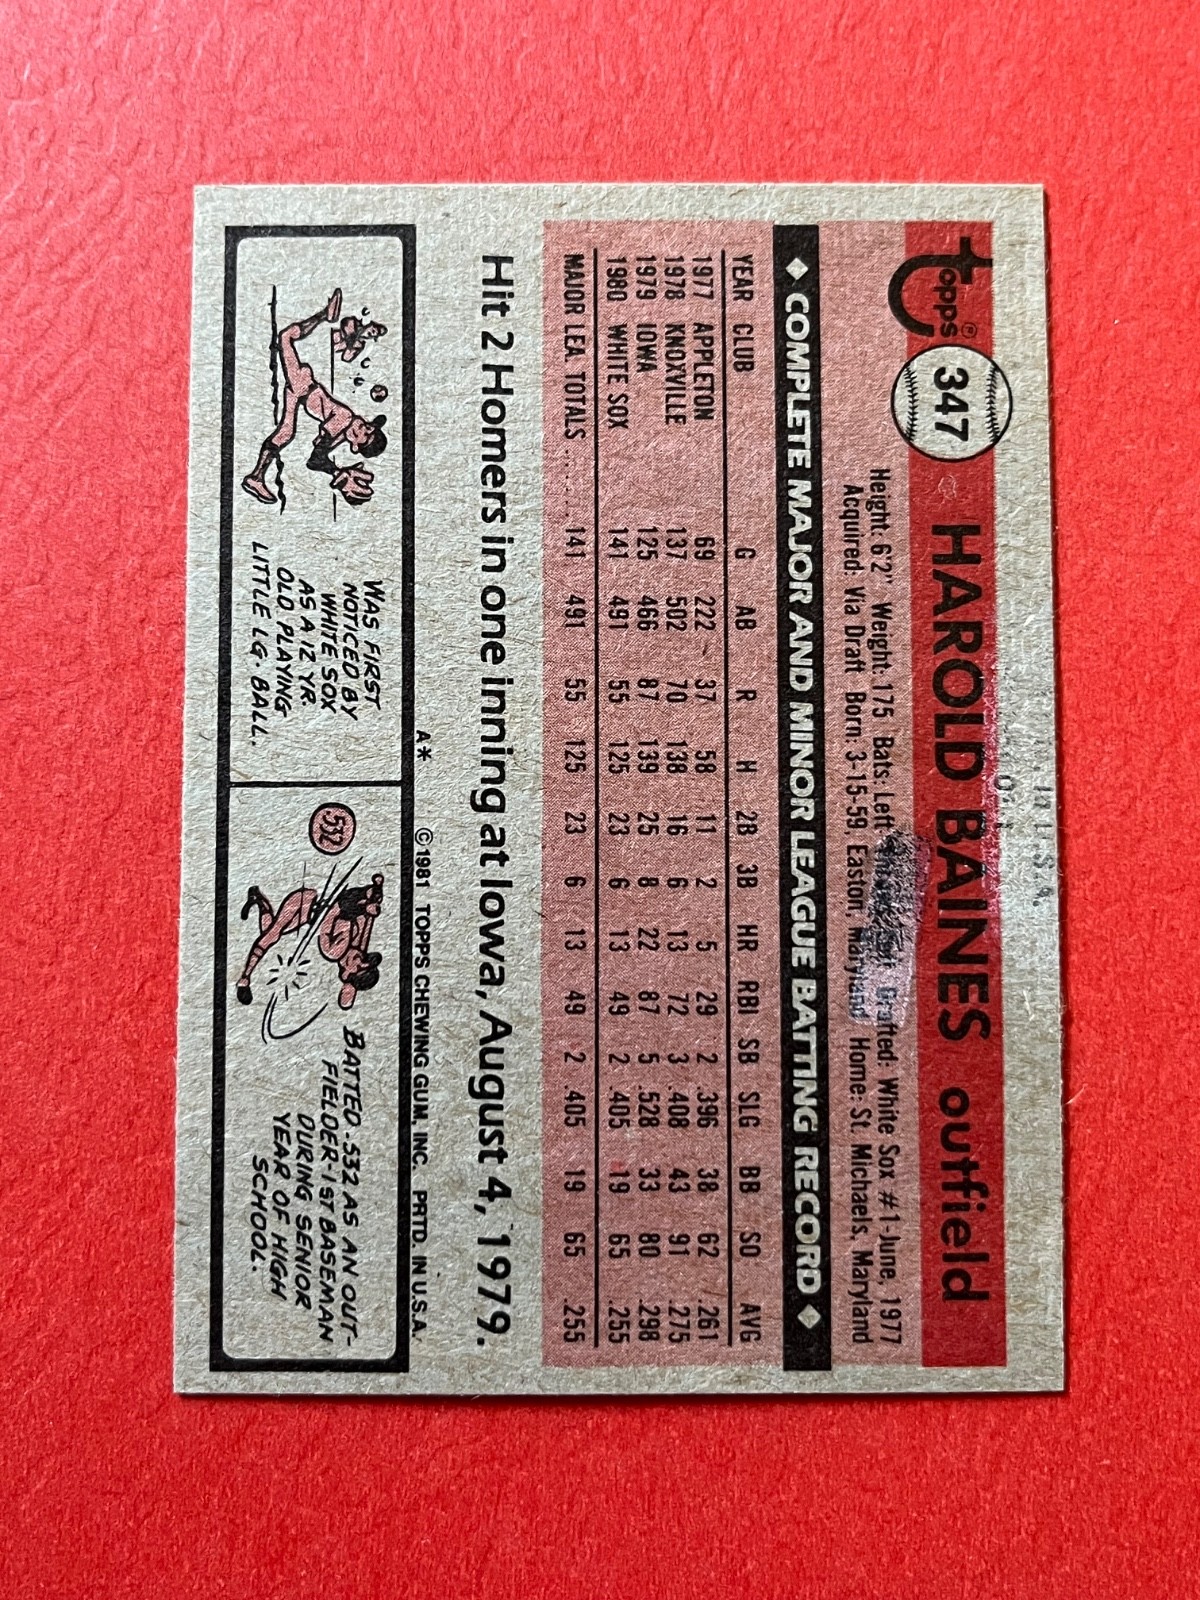 topps® 347 HAROLD BAINES outfield
Height: 6'2" Weight: 175 Bats: Left Drafted: White Sox #1-June, 1977
Acquired: Via Draft Born: 3-15-59, Easton, Maryland Home: St. Michaels, Maryland
◆ COMPLETE MAJOR AND MINOR LEAGUE BATTING RECORD ◆
YEAR CLUB G AB R H 2B 3B HR RBI SB SLG BB SO AVG
1977 APPLETON 69 222 37 58 11 2 5 29 2 .396 38 62 .261
1978 KNOXVILLE 137 502 70 138 16 6 13 72 3 .408 43 91 .275
1979 IOWA 125 466 87 139 25 8 22 87 5 .528 33 80 .298
1980 WHITE SOX 141 491 55 125 23 6 13 49 2 .405 19 65 .255
MAJOR LEA. TOTALS...... 141 491 55 125 23 6 13 49 2 .405 19 65 .255
Hit 2 Homers in one inning at Iowa, August 4, 1979.
A* ©1981 TOPPS CHEWING GUM, INC. PRTD. IN U.S.A.
WAS FIRST
NOTICED BY
WHITE SOX
AS A 12 YR.
OLD PLAYING
LITTLE LG. BALL.
.532
BATTED .532 AS AN OUT-
FIELDER-1ST BASEMAN
DURING SENIOR
YEAR OF HIGH
SCHOOL.